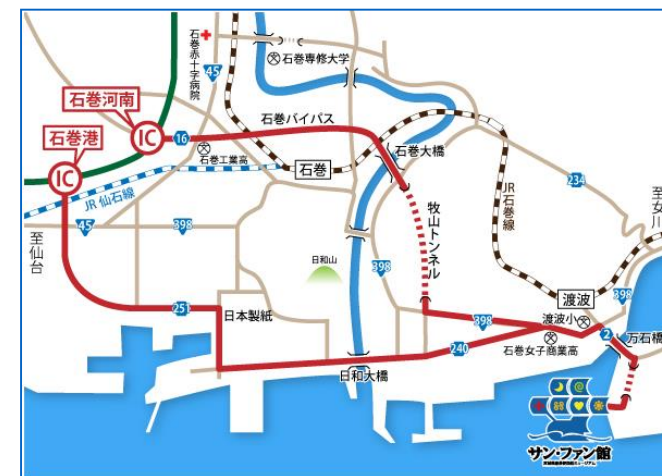 石巻赤十字病院
45
石巻専修大学
石巻河南
IC
石巻港
IC
16
石巻バイパス
石巻工業高
石巻
石巻大橋
JR 仙石線
JR石巻線
234
至女川
45
398
至仙台
日和山
398
牧山トンネル
渡波
398
251
日本製紙
398
渡波小
2
万石橋
240
石巻女子商業高
日和大橋
サン・ファン館